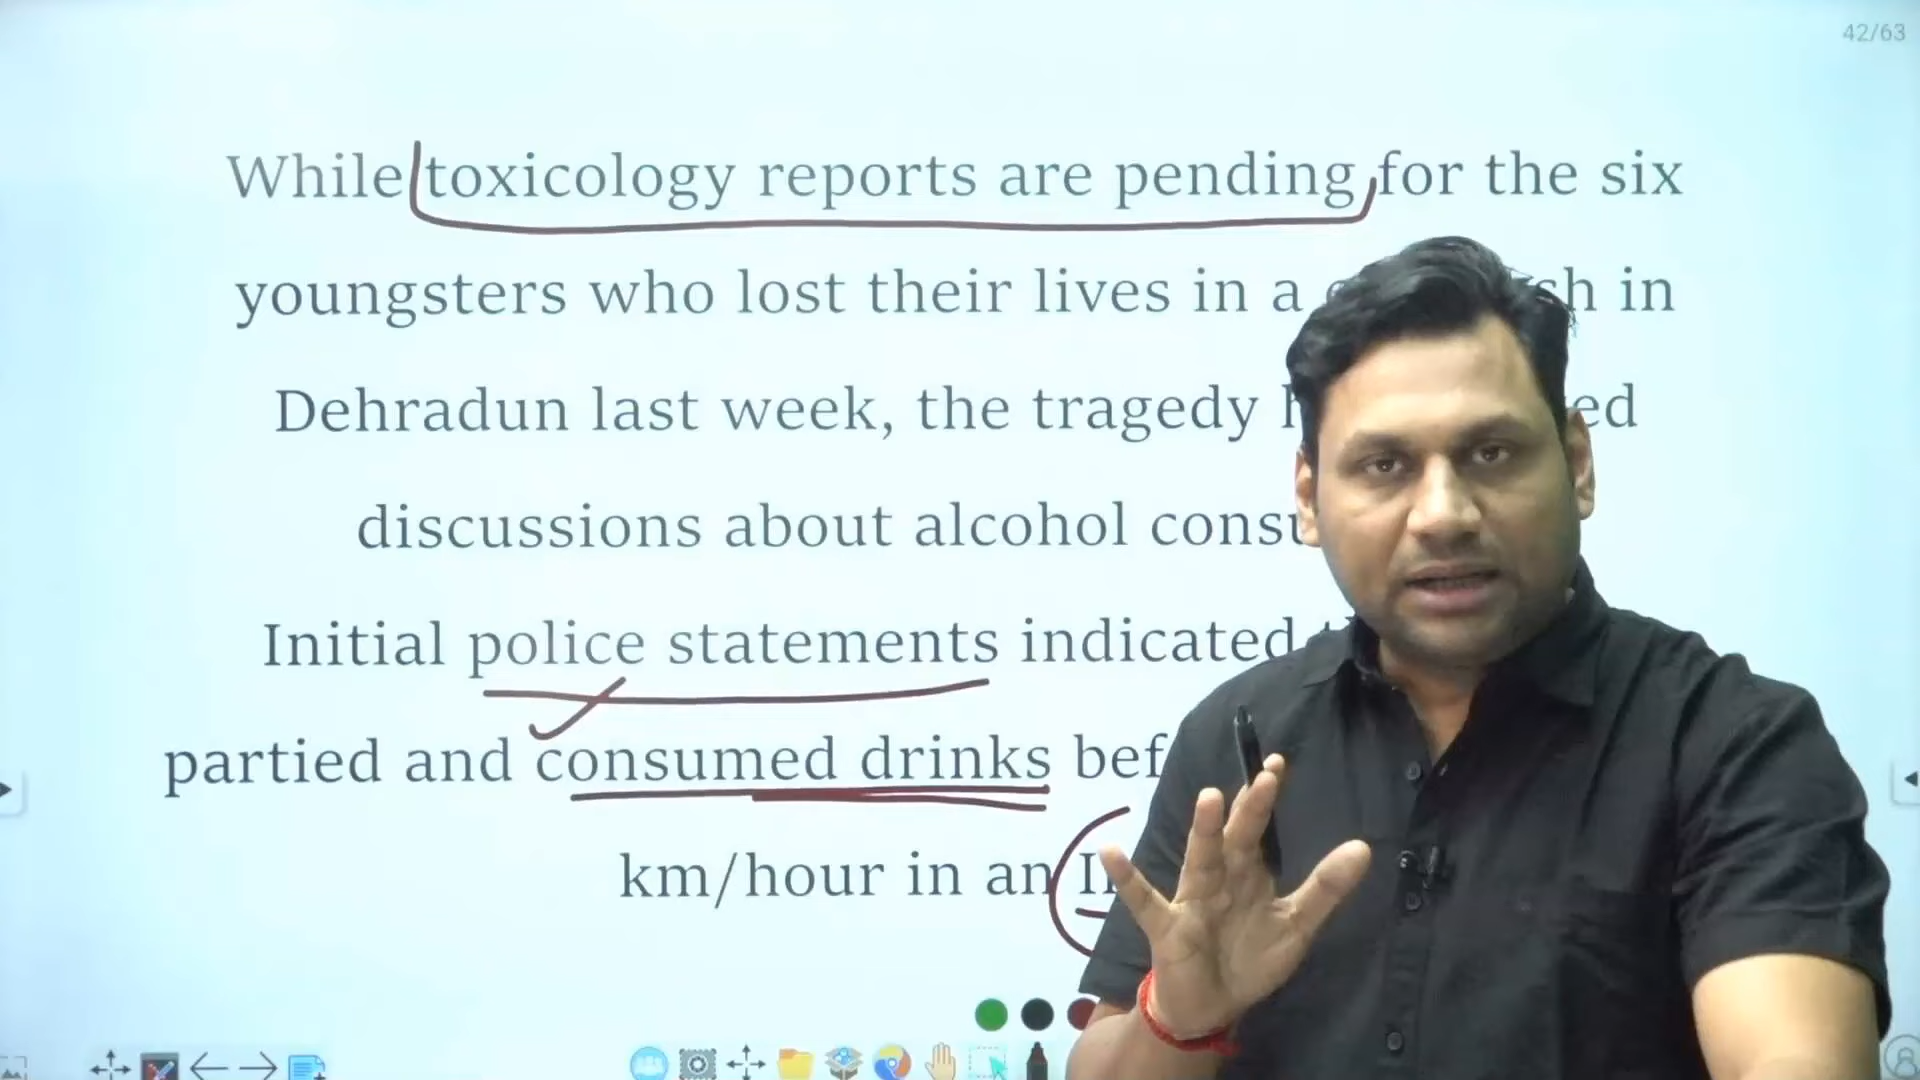 42/63
While toxicology reports are pending for the six
youngsters who lost their lives in a in
Dehradun last week, the tragedy
discussions about alcohol
Initial police statements indicated
partied and consumed drinks
km/hour in an